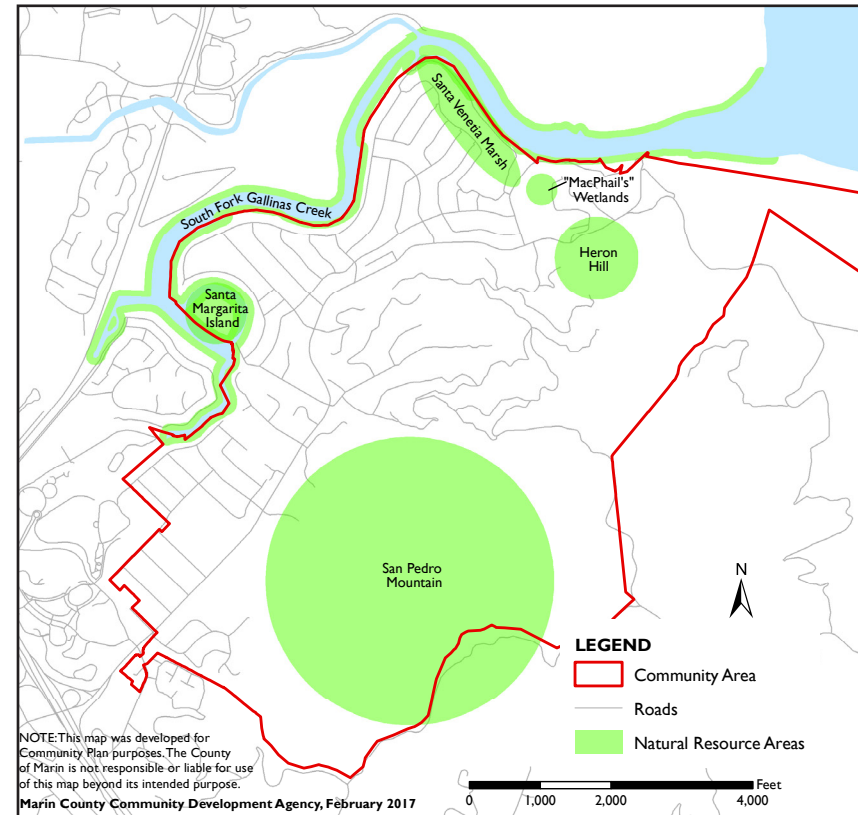 Santa Venetia Marsh
"MacPhail's"
Wetlands
South Fork Gallinas Creek
Heron
Hill
Santa
Margarita
Island
San Pedro
Mountain
N
LEGEND
Community Area
Roads
Natural Resource Areas
NOTE:This map was developed for
Community Plan purposes.The County
of Marin is not responsible or liable for use
of this map beyond its intended purpose.
Marin County Community Development Agency, February 2017
Feet
0 1,000 2,000 4,000